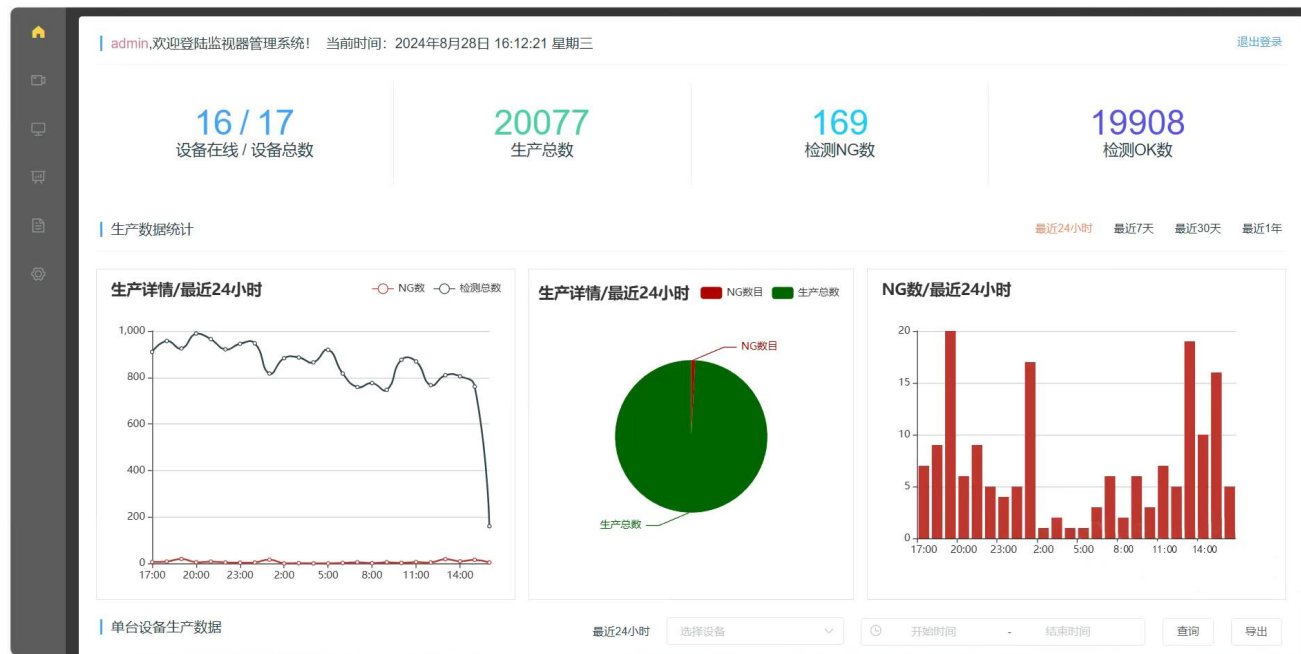 admin,欢迎登陆监视器管理系统! 当前时间: 2024年8月28日 16:12:21 星期三
退出登录
16 / 17
设备在线 / 设备总数
20077
生产总数
169
检测NG数
19908
检测OK数
生产数据统计
最近24小时 最近7天 最近30天 最近1年
生产详情/最近24小时
NG数 检测总数
1,000
800
600
400
200
0
17:00 20:00 23:00 2:00 5:00 8:00 11:00 14:00
生产详情/最近24小时
NG数目 生产总数
NG数目
生产总数
NG数/最近24小时
20
15
10
5
0
17:00 20:00 23:00 2:00 5:00 8:00 11:00 14:00
单台设备生产数据
最近24小时 选择设备 开始时间 - 结束时间 查询 导出